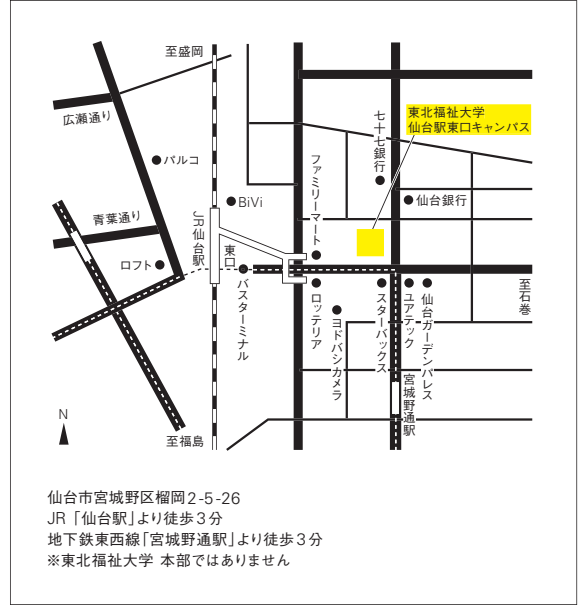 至盛岡
広瀬通り
パルコ
BiVi
青葉通り
JR仙台駅
東口
ロフト
バスターミナル
ファミリーマート
七十七銀行
東北福祉大学
仙台駅東口キャンパス
仙台銀行
至石巻
ロッテリア
ヨドバシカメラ
スターバックス
ユアテック
仙台ガーデンパレス
宮城野通駅
N
至福島
仙台市宮城野区榴岡2-5-26
JR「仙台駅」より徒歩3分
地下鉄東西線「宮城野通駅」より徒歩3分
※東北福祉大学 本部ではありません